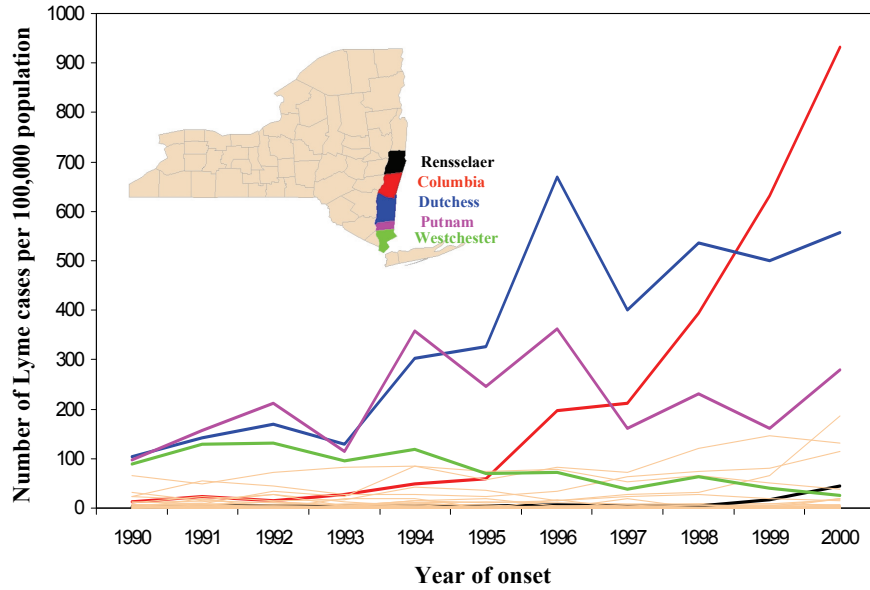 Number of Lyme cases per 100,000 population
1000
900
800
700
600
500
400
300
200
100
0
Rensselaer
Columbia
Dutchess
Putnam
Westchester
1990 1991 1992 1993 1994 1995 1996 1997 1998 1999 2000
Year of onset